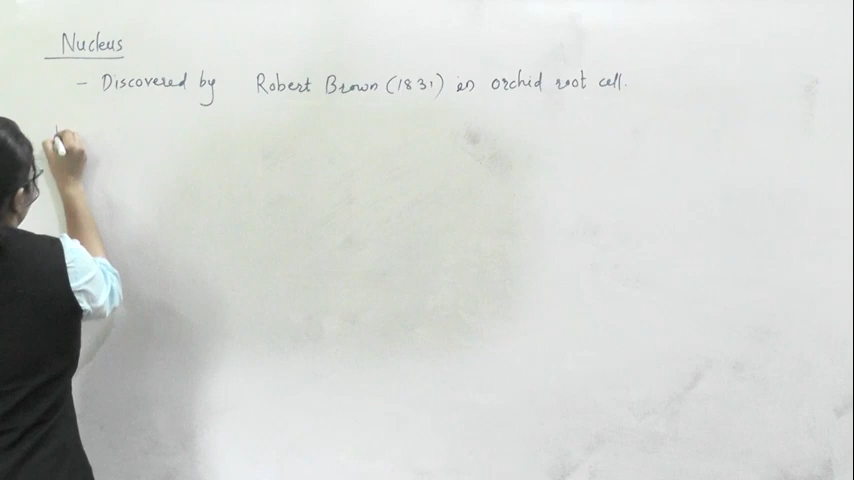 Nucleus
- Discovered by Robert Brown (1831) in orchid root cell.